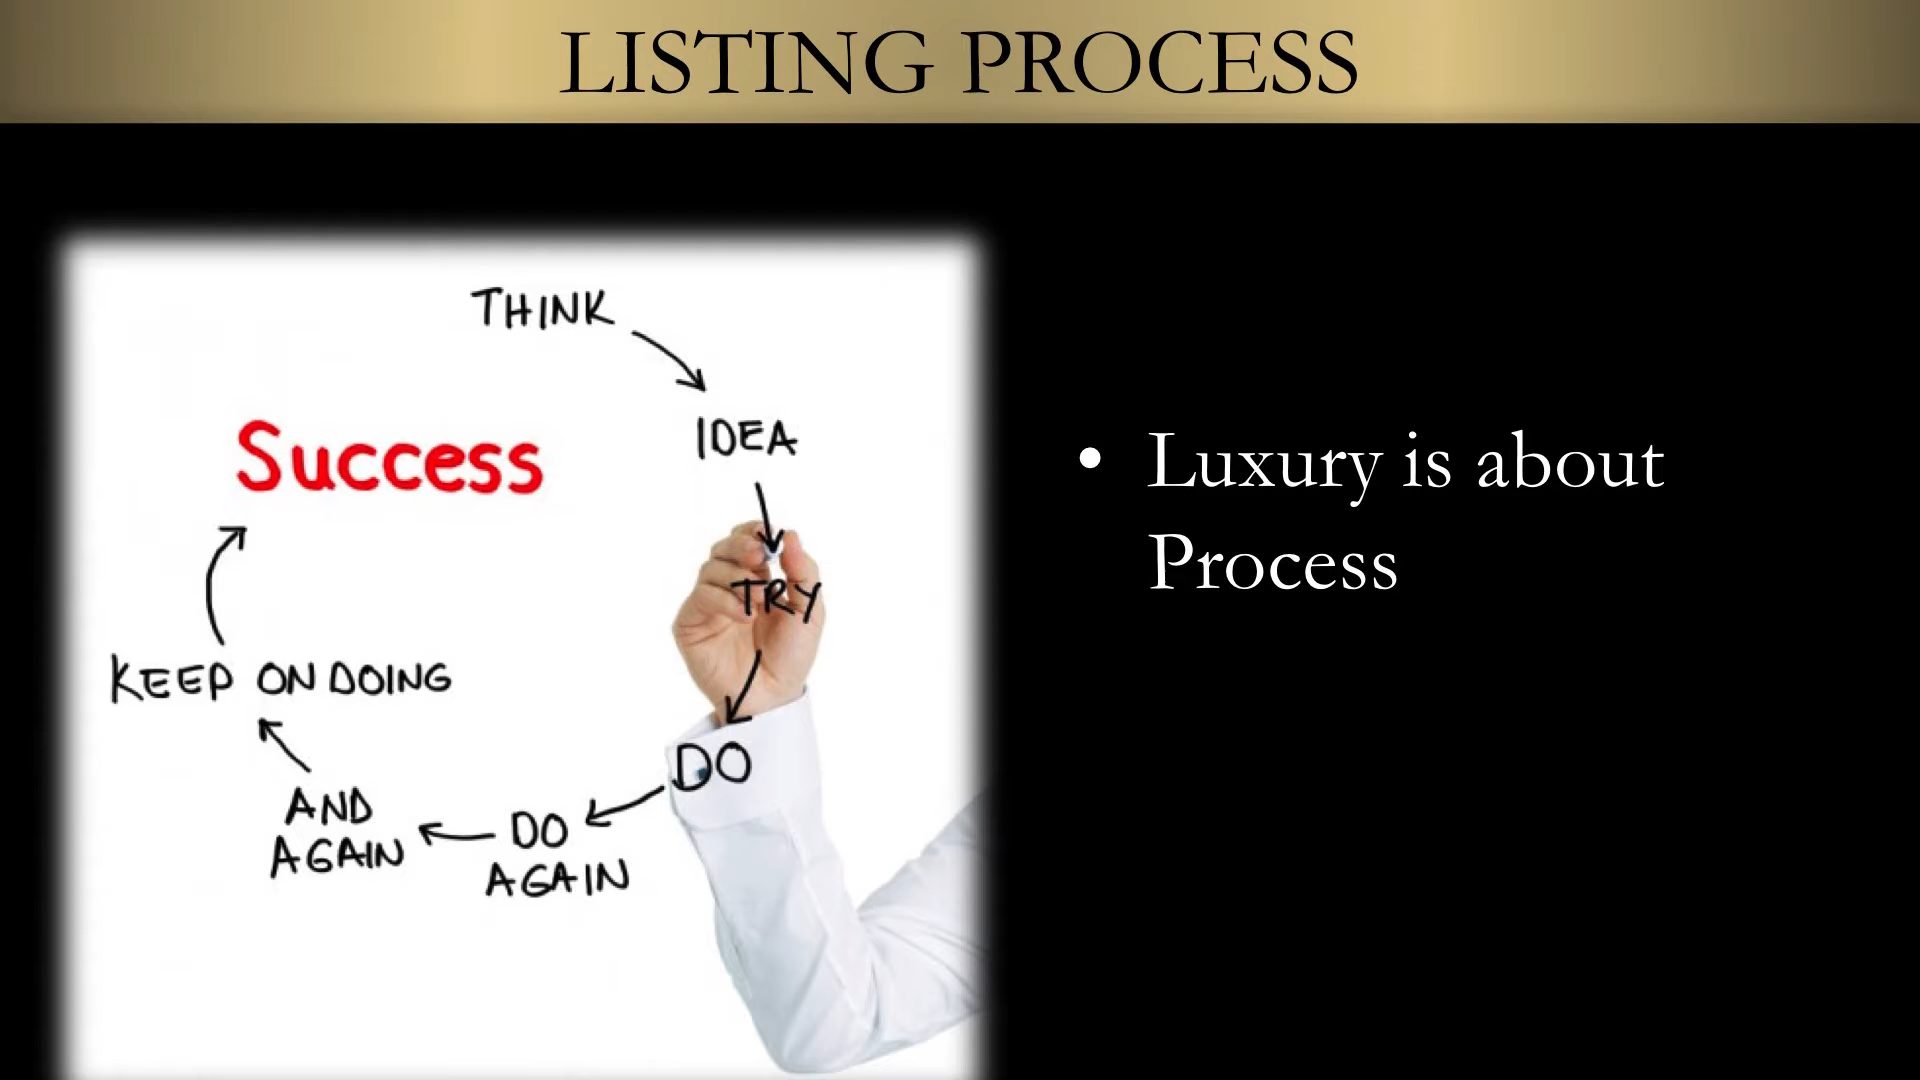 LISTING PROCESS
THINK
IDEA
Success
TRY
KEEP ON DOING
DO
AND
AGAIN
DO
AGAIN
• Luxury is about
Process